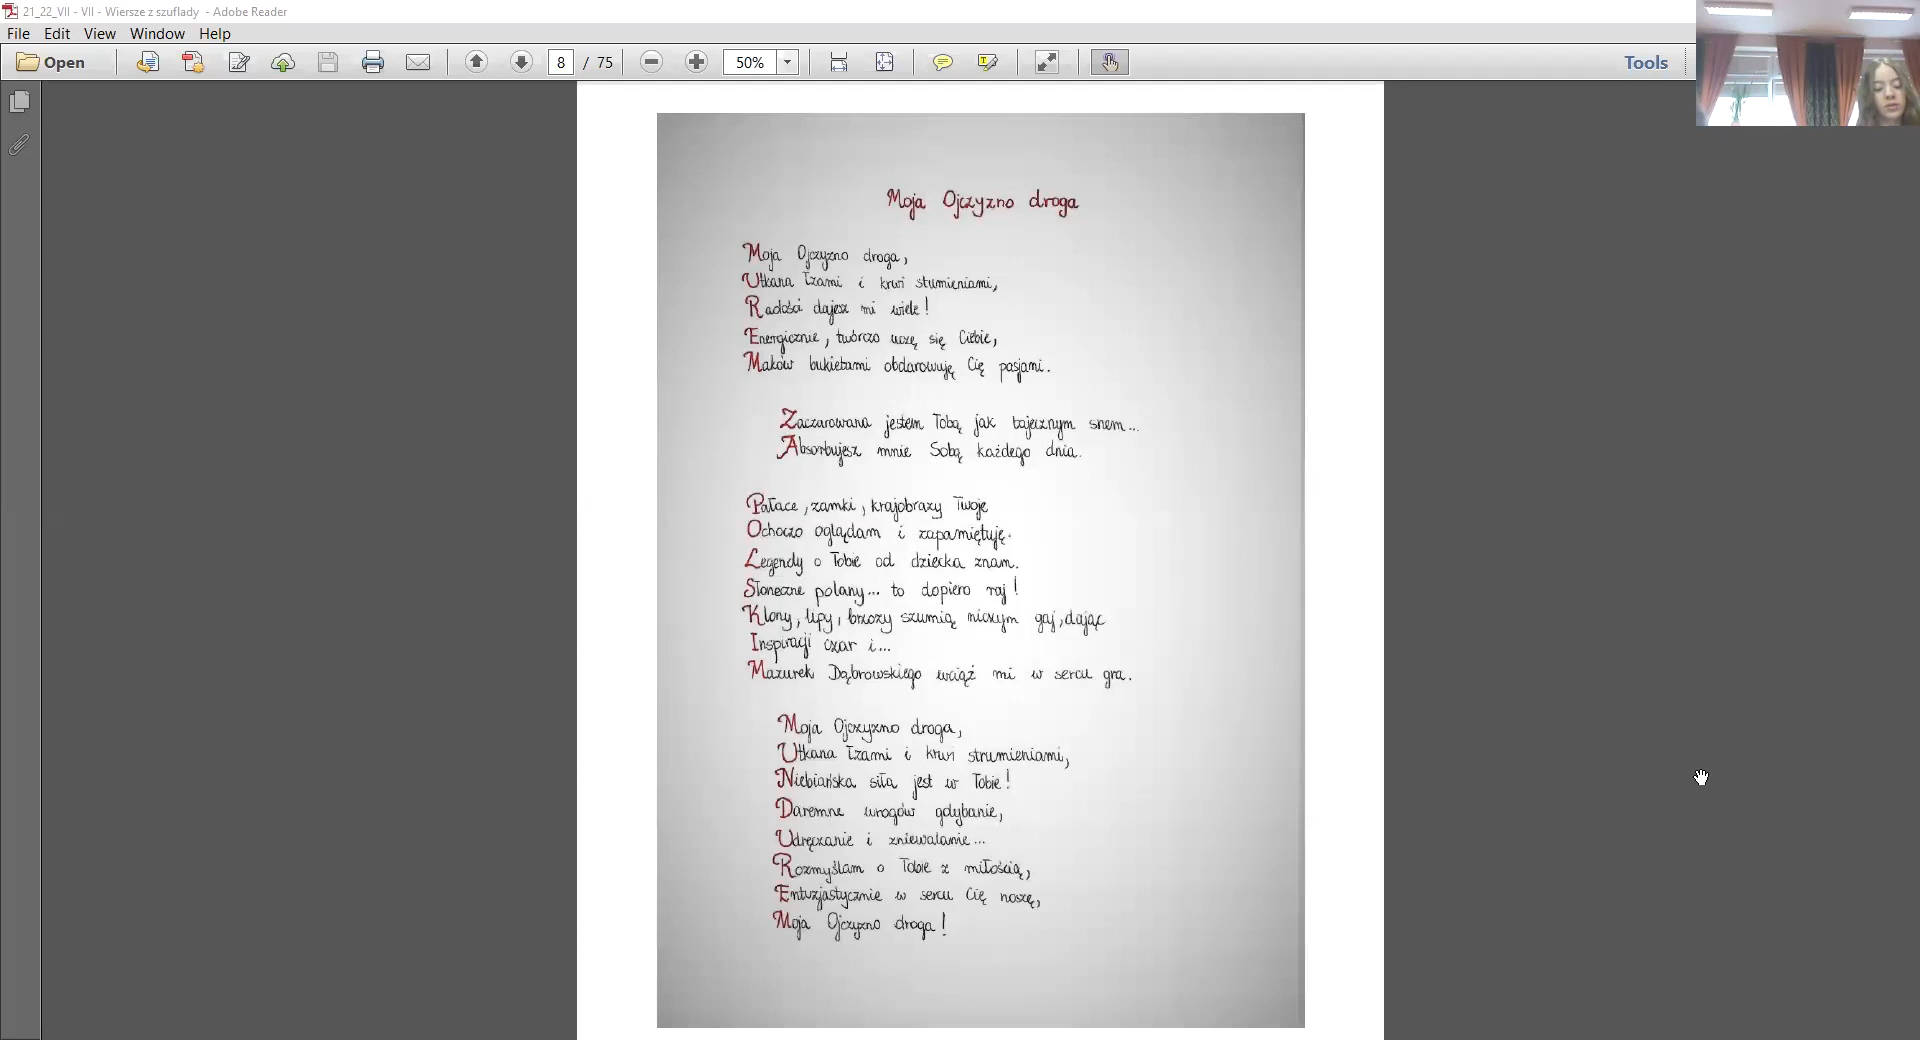 21_22_VII - VII - Wiersze z szuflady - Adobe Reader
File Edit View Window Help
Open 8 / 75 50% Tools
Moja Ojczyzno droga
Moja Ojczyzno droga,
Utkana łzami i krwi stumieniami,
Radości dajesz mi wiele!
Energicznie, twórczo uczę się Ciebie,
Maków bukietami obdarowuję Cię pasjami.
Zaczarowana jestem Tobą jak bajecznym snem...
Absorbujesz mnie Sobą każdego dnia.
Pałace, zamki, krajobrazy Twoje
Ochoczo oglądam i zapamiętuję.
Legendy o Tobie od dziecka znam.
Słoneczne polany... to dopiero raj!
Klony, lipy, brzozy szumią niczym gaj, dając
Inspiracji czar i...
Mazurek Dąbrowskiego wciąż mi w sercu gra.
Moja Ojczyzno droga,
Utkana łzami i krwi strumieniami,
Niebiańska siła jest w Tobie!
Daremne wrogów gdybanie,
Udręczanie i zniewalanie...
Rozmyślam o Tobie z miłością,
Entuzjastycznie w sercu Cię noszę,
Moja Ojczyzno droga!